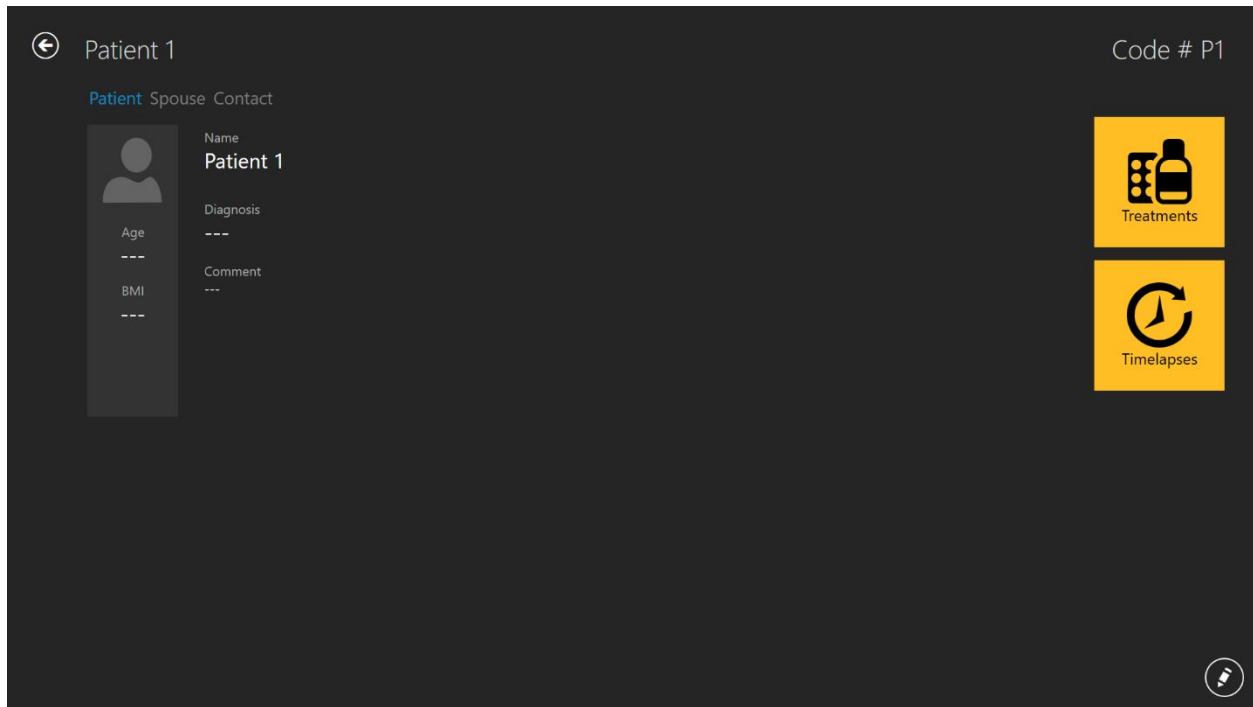 Patient 1
Code # P1
Patient Spouse Contact
Name
Patient 1
Diagnosis
---
Comment
---
Age
---
BMI
---
Treatments
Timelapses